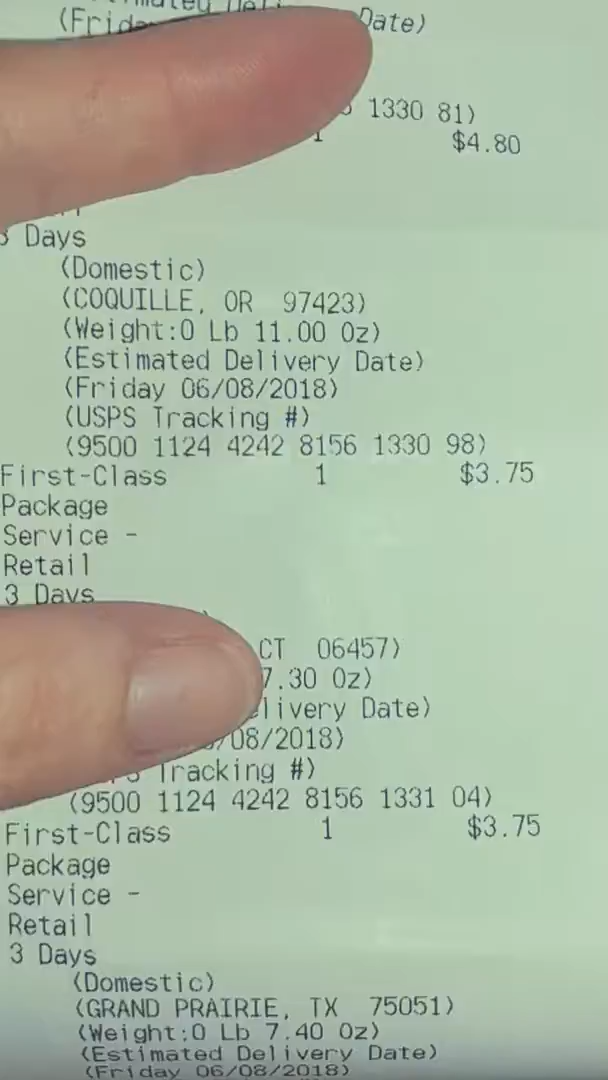 Date)
1330 81)
1 $4.80
Days
(Domestic)
(COQUILLE, OR 97423)
(Weight:0 Lb 11.00 Oz)
(Estimated Delivery Date)
(Friday 06/08/2018)
(USPS Tracking #)
(9500 1124 4242 8156 1330 98)
First-Class 1 $3.75
Package
Service -
Retail
3 Days
CT 06457)
7.30 Oz)
Date)
/08/2018)
Tracking #)
(9500 1124 4242 8156 1331 04)
First-Class 1 $3.75
Package
Service -
Retail
3 Days
(Domestic)
(GRAND PRAIRIE, TX 75051)
(Weight:0 Lb 7.40 Oz)
(Estimated Delivery Date)
(Friday 06/08/2018)